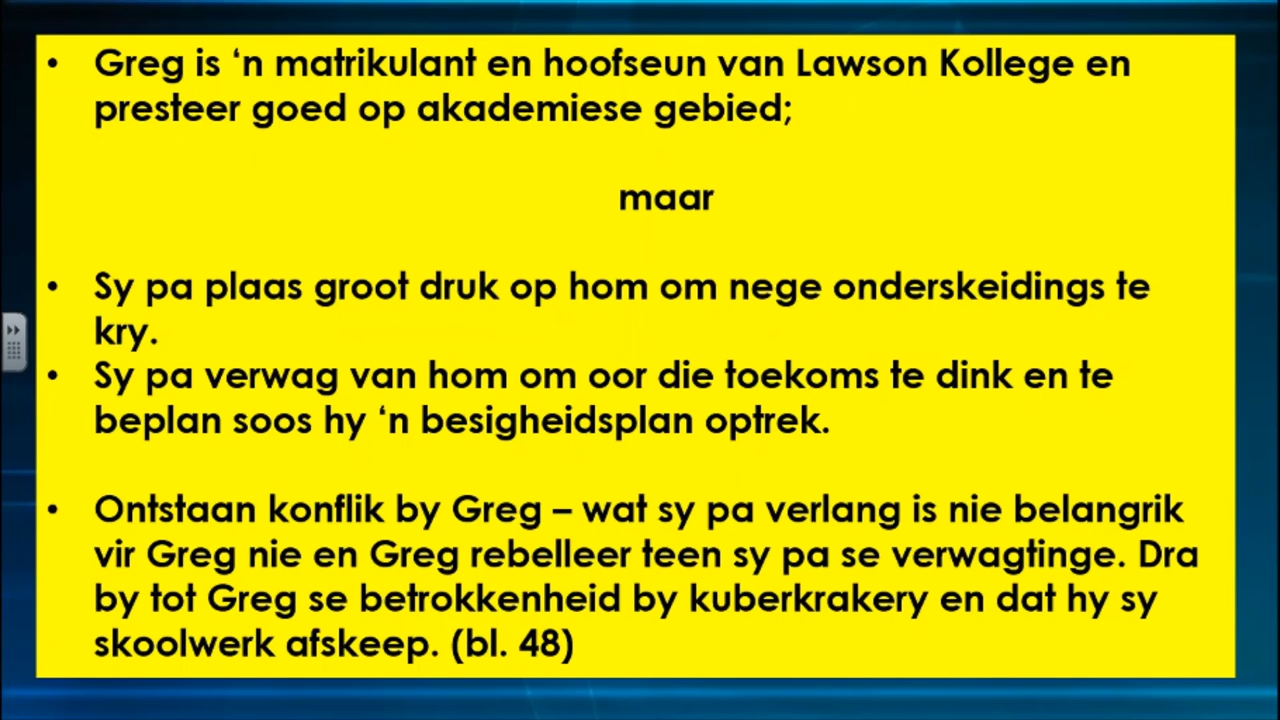 • Greg is ‘n matrikulant en hoofseun van Lawson Kollege en
presteer goed op akademiese gebied;
maar
• Sy pa plaas groot druk op hom om nege onderskeidings te
kry.
• Sy pa verwag van hom om oor die toekoms te dink en te
beplan soos hy ‘n besigheidsplan optrek.
• Ontstaan konflik by Greg – wat sy pa verlang is nie belangrik
vir Greg nie en Greg rebelleer teen sy pa se verwagtinge. Dra
by tot Greg se betrokkenheid by kuberkrakery en dat hy sy
skoolwerk afskeep. (bl. 48)